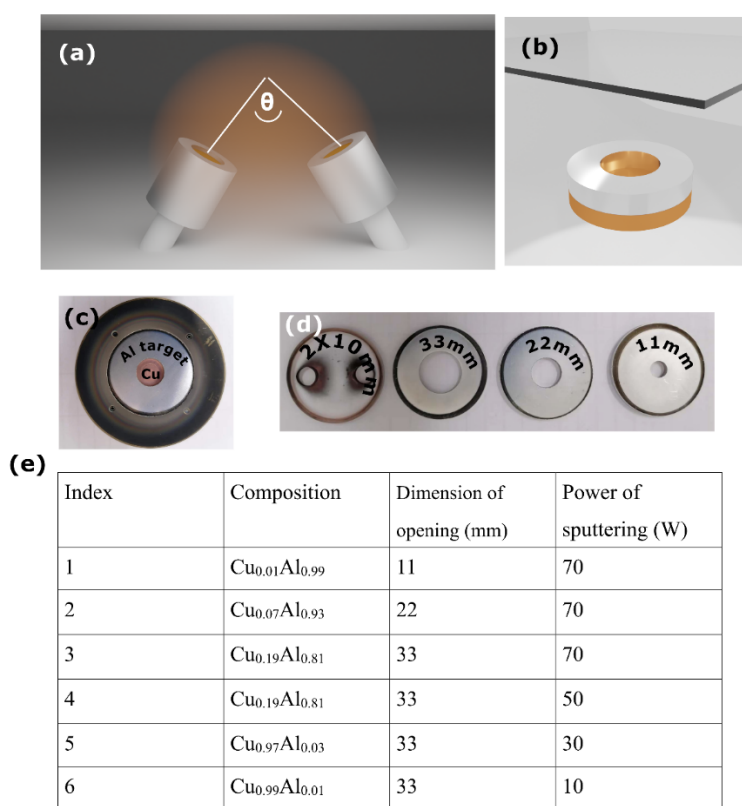 (a)
θ
(b)
(c)
Al target
Cu
(d)
2X10mm
33mm
22mm
11mm
(e)
Index Composition Dimension of opening (mm) Power of sputtering (W)
1 Cu0.01Al0.99 11 70
2 Cu0.07Al0.93 22 70
3 Cu0.19Al0.81 33 70
4 Cu0.19Al0.81 33 50
5 Cu0.97Al0.03 33 30
6 Cu0.99Al0.01 33 10